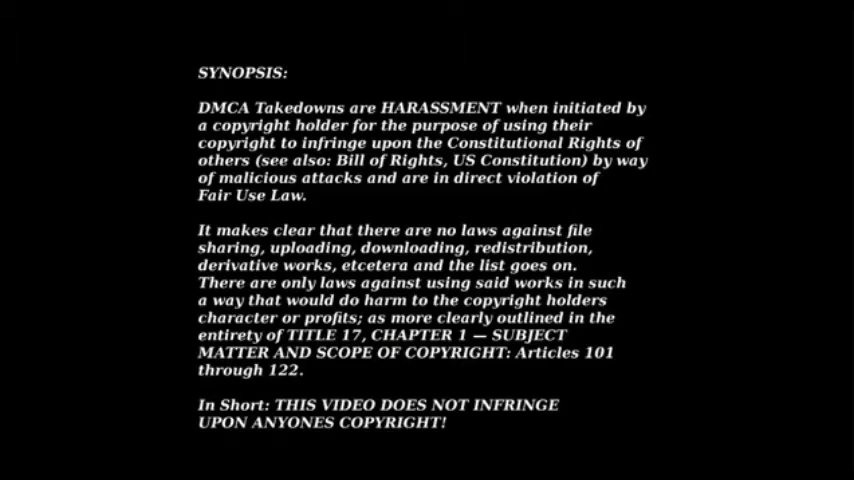 SYNOPSIS:
DMCA Takedowns are HARASSMENT when initiated by
a copyright holder for the purpose of using their
copyright to infringe upon the Constitutional Rights of
others (see also: Bill of Rights, US Constitution) by way
of malicious attacks and are in direct violation of
Fair Use Law.
It makes clear that there are no laws against file
sharing, uploading, downloading, redistribution,
derivative works, etcetera and the list goes on.
There are only laws against using said works in such
a way that would do harm to the copyright holders
character or profits; as more clearly outlined in the
entirety of TITLE 17, CHAPTER 1 — SUBJECT
MATTER AND SCOPE OF COPYRIGHT: Articles 101
through 122.
In Short: THIS VIDEO DOES NOT INFRINGE
UPON ANYONES COPYRIGHT!